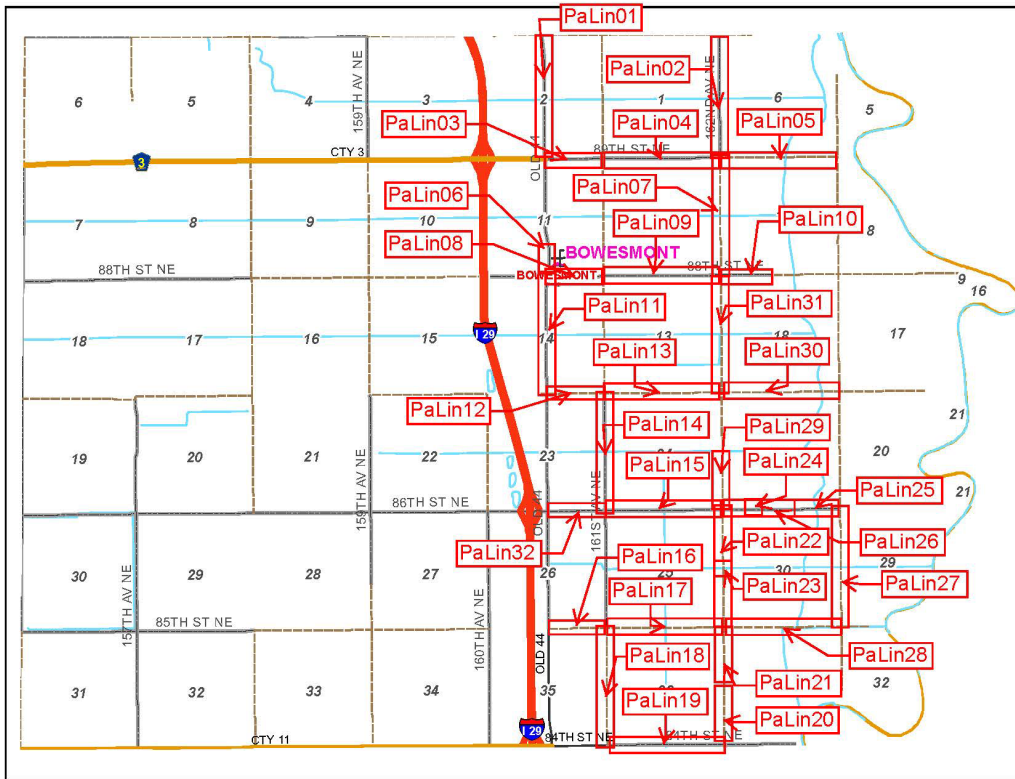 PaLin01
PaLin02
6
5
4
3
2
1
6
5
159TH AV NE
162ND AV NE
PaLin03
PaLin04
PaLin05
OLD 44
CTY 3
89TH ST NE
3
PaLin06
PaLin07
PaLin09
PaLin10
7
8
9
10
11
8
PaLin08
BOWESMONT
BOWESMONT
88TH ST NE
88TH ST NE
9
16
PaLin11
PaLin31
18
17
16
15
14
13
18
17
I 29
PaLin13
PaLin30
PaLin12
PaLin14
PaLin29
PaLin24
PaLin15
PaLin25
21
19
20
21
22
23
24
20
21
157TH AV NE
159TH AV NE
160TH AV NE
161ST AV NE
OLD 44
86TH ST NE
PaLin32
PaLin16
PaLin22
PaLin26
PaLin17
PaLin23
PaLin27
30
29
28
27
26
25
30
29
85TH ST NE
PaLin28
PaLin18
PaLin21
PaLin19
PaLin20
OLD 44
31
32
33
34
35
36
32
I 29
CTY 11
84TH ST NE
84TH ST NE